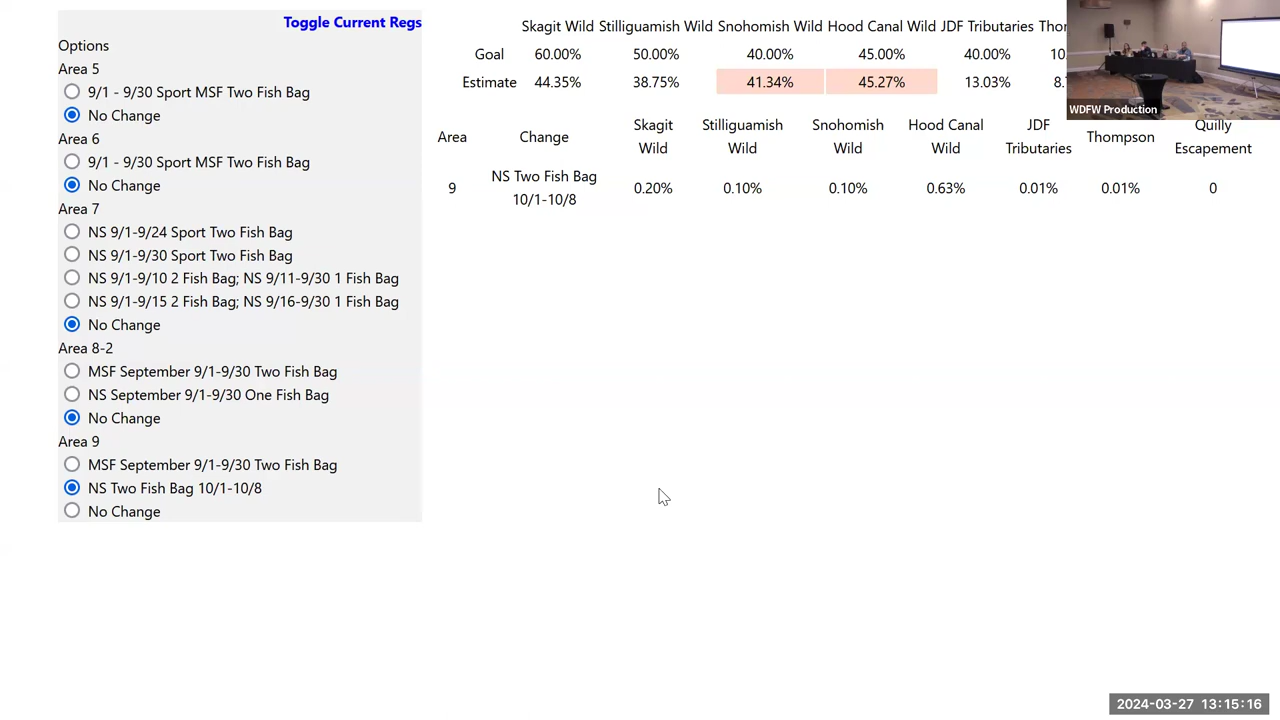 Toggle Current Regs
Options
Area 5
9/1 - 9/30 Sport MSF Two Fish Bag
No Change
Area 6
9/1 - 9/30 Sport MSF Two Fish Bag
No Change
Area 7
NS 9/1-9/24 Sport Two Fish Bag
NS 9/1-9/30 Sport Two Fish Bag
NS 9/1-9/10 2 Fish Bag; NS 9/11-9/30 1 Fish Bag
NS 9/1-9/15 2 Fish Bag; NS 9/16-9/30 1 Fish Bag
No Change
Area 8-2
MSF September 9/1-9/30 Two Fish Bag
NS September 9/1-9/30 One Fish Bag
No Change
Area 9
MSF September 9/1-9/30 Two Fish Bag
NS Two Fish Bag 10/1-10/8
No Change
Skagit Wild Stilliguamish Wild Snohomish Wild Hood Canal Wild JDF Tributaries
Goal 60.00% 50.00% 40.00% 45.00% 40.00%
Estimate 44.35% 38.75% 41.34% 45.27% 13.03%
Area Change Skagit Wild Stilliguamish Wild Snohomish Wild Hood Canal Wild JDF Tributaries Thompson Quilly Escapement
9 NS Two Fish Bag 10/1-10/8 0.20% 0.10% 0.10% 0.63% 0.01% 0.01% 0
WDFW Production
2024-03-27 13:15:16